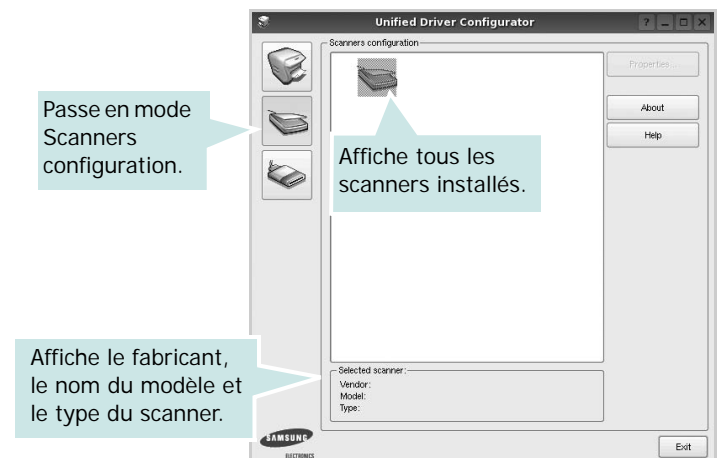 Unified Driver Configurator
Scanners configuration
Properties...
About
Help
Passe en mode
Scanners
configuration.
Affiche tous les
scanners installés.
Affiche le fabricant,
le nom du modèle et
le type du scanner.
Selected scanner:
Vendor:
Model:
Type:
SAMSUNG
ELECTRONICS
Exit